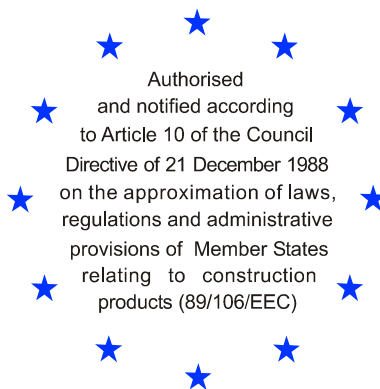 Authorised
and notified according
to Article 10 of the Council
Directive of 21 December 1988
on the approximation of laws,
regulations and administrative
provisions of Member States
relating to construction
products (89/106/EEC)